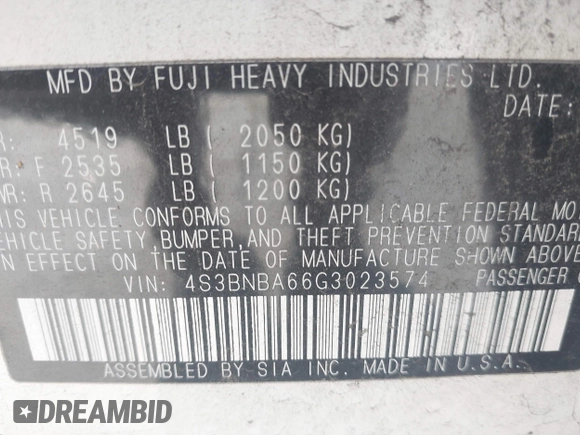 MFD BY FUJI HEAVY INDUSTRIES LTD.
DATE:
R: 4519 LB ( 2050 KG)
R: F 2535 LB ( 1150 KG)
WR: R 2645 LB ( 1200 KG)
HIS VEHICLE CONFORMS TO ALL APPLICABLE FEDERAL MO
EHICLE SAFETY, BUMPER, AND THEFT PREVENTION STANDARD
N EFFECT ON THE DATE OF MANUFACTURE SHOWN ABOVE
VIN: 4S3BNBA66G3023574 PASSENGER C
ASSEMBLED BY SIA INC. MADE IN U.S.A.
DREAMBID